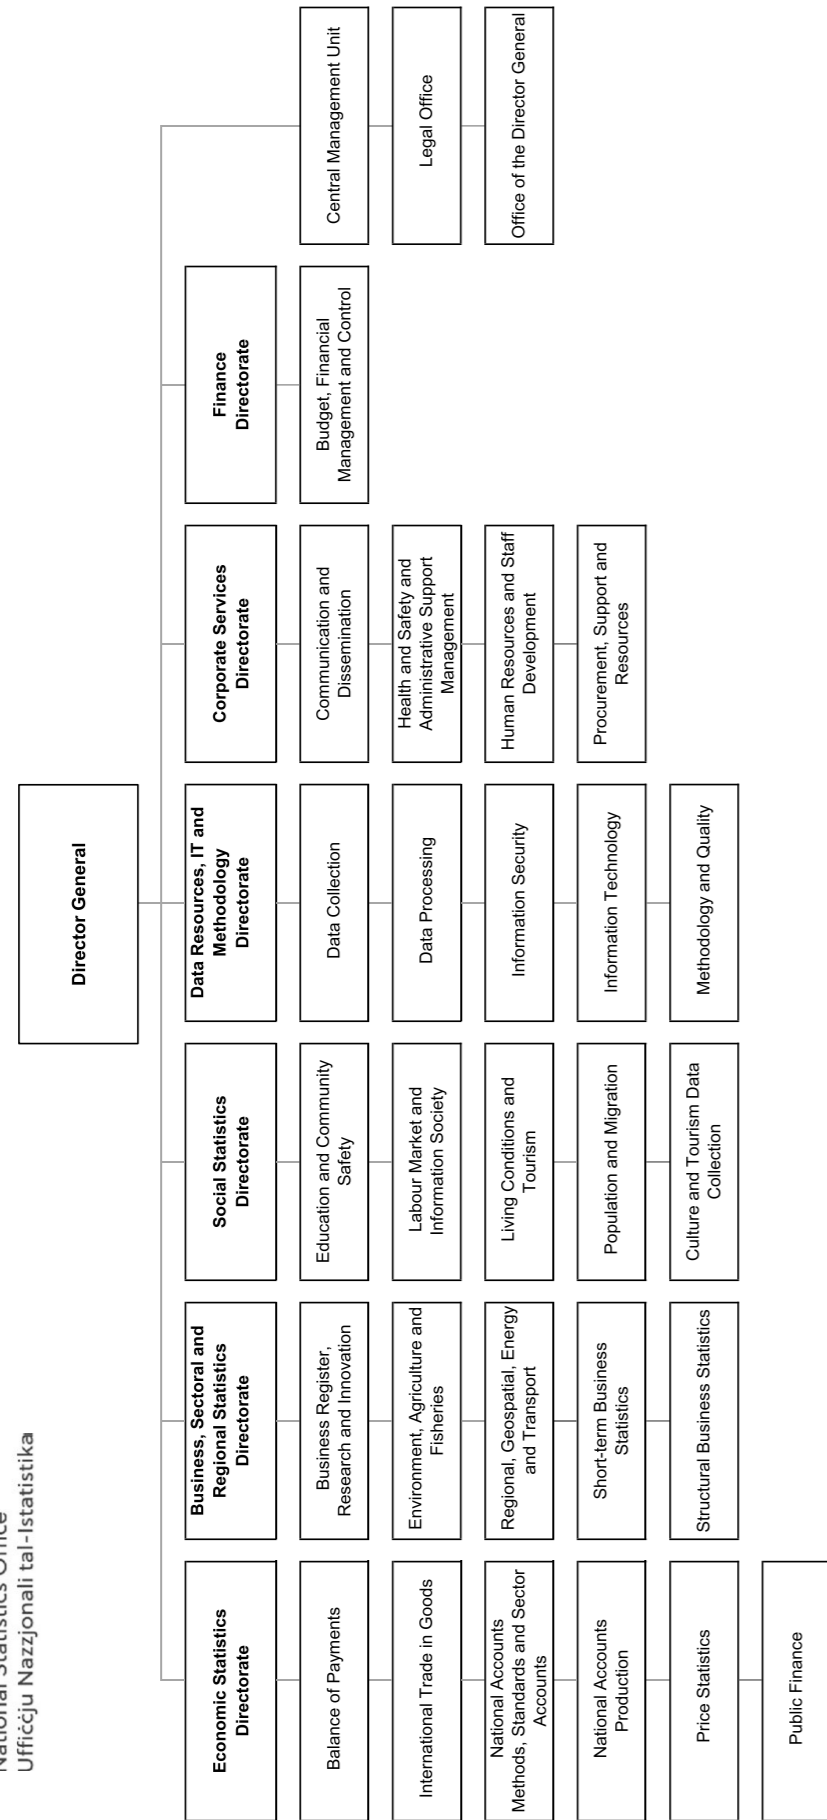 National Statistics Office
Uffiċċju Nazzjonali tal-Istatistika
Director General
Economic Statistics
Directorate
Balance of Payments
International Trade in Goods
National Accounts
Methods, Standards and Sector
Accounts
National Accounts
Production
Price Statistics
Public Finance
Business, Sectoral and
Regional Statistics
Directorate
Business Register,
Research and Innovation
Environment, Agriculture and
Fisheries
Regional, Geospatial, Energy
and Transport
Short-term Business
Statistics
Structural Business Statistics
Social Statistics
Directorate
Education and Community
Safety
Labour Market and
Information Society
Living Conditions and
Tourism
Population and Migration
Culture and Tourism Data
Collection
Data Resources, IT and
Methodology
Directorate
Data Collection
Data Processing
Information Security
Information Technology
Methodology and Quality
Corporate Services
Directorate
Communication and
Dissemination
Health and Safety and
Administrative Support
Management
Human Resources and Staff
Development
Procurement, Support and
Resources
Finance
Directorate
Budget, Financial
Management and Control
Central Management Unit
Legal Office
Office of the Director General